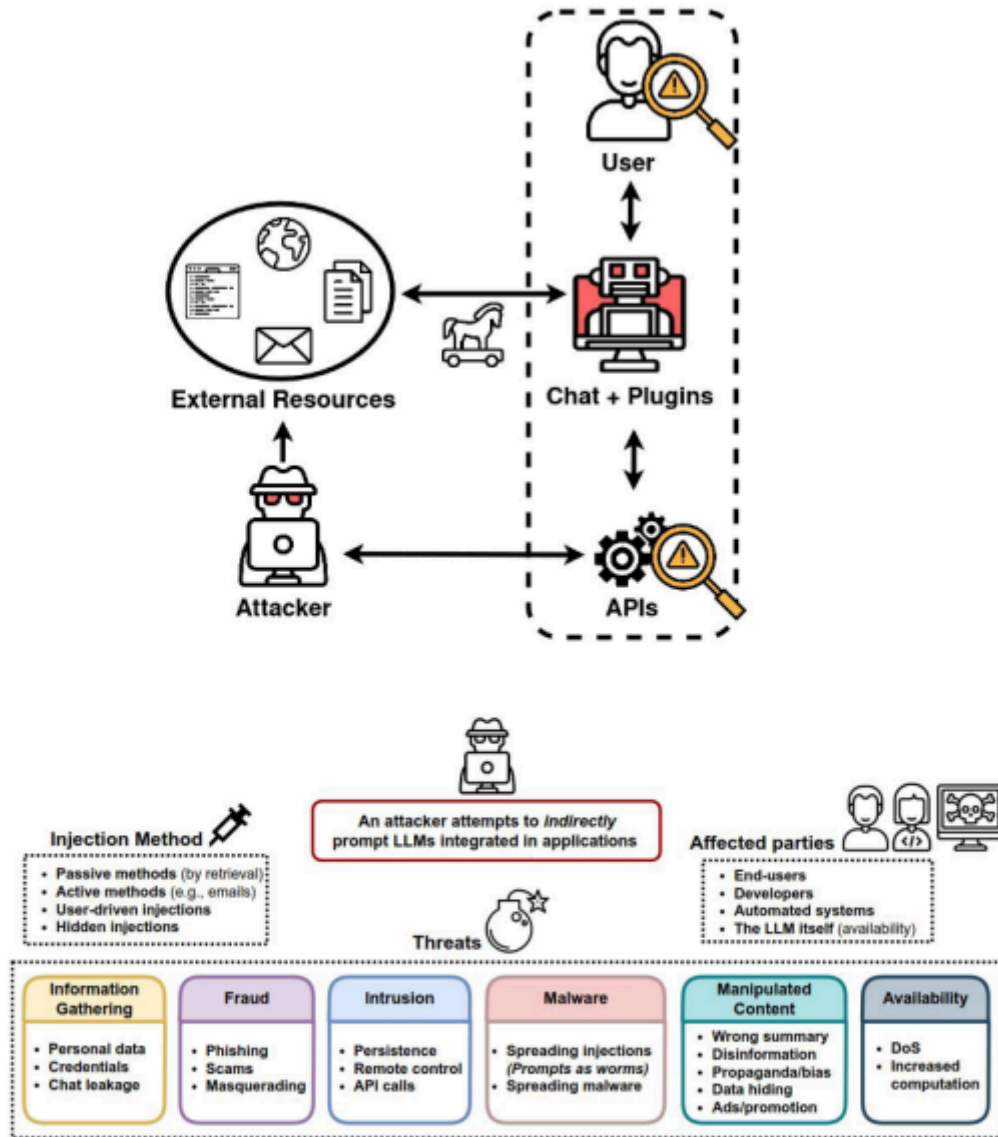 User
External Resources
Chat + Plugins
Attacker
APIs
An attacker attempts to indirectly
prompt LLMs integrated in applications
Injection Method
• Passive methods (by retrieval)
• Active methods (e.g., emails)
• User-driven injections
• Hidden injections
Affected parties
• End-users
• Developers
• Automated systems
• The LLM itself (availability)
Threats
Information
Gathering
• Personal data
• Credentials
• Chat leakage
Fraud
• Phishing
• Scams
• Masquerading
Intrusion
• Persistence
• Remote control
• API calls
Malware
• Spreading injections
(Prompts as worms)
• Spreading malware
Manipulated
Content
• Wrong summary
• Disinformation
• Propaganda/bias
• Data hiding
• Ads/promotion
Availability
• DoS
• Increased
computation